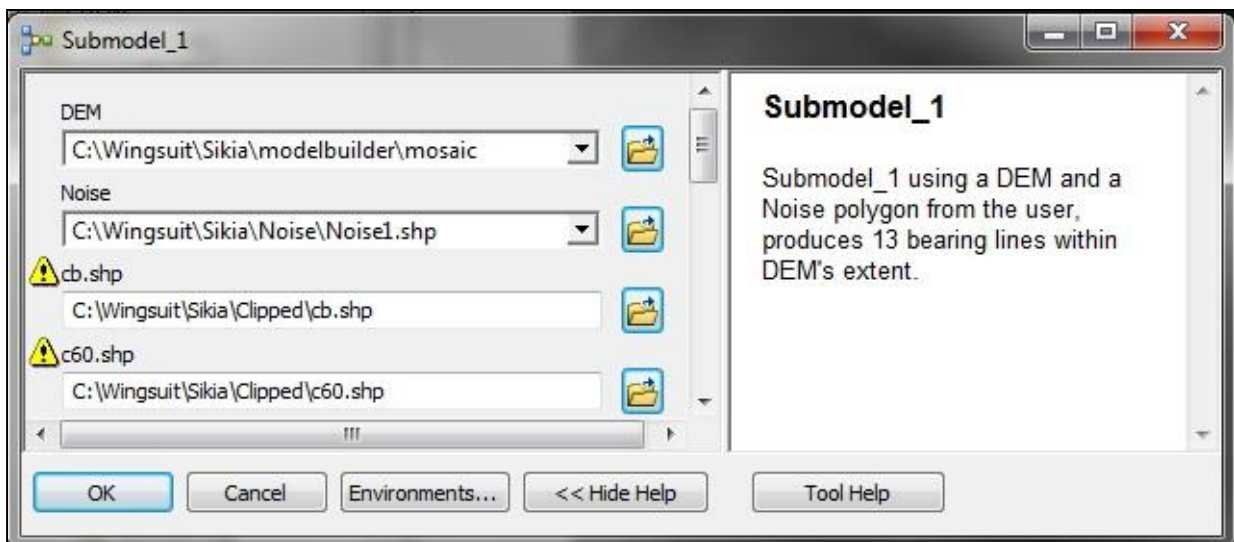 Submodel_1
DEM
C:\Wingsuit\Sikia\modelbuilder\mosaic
Noise
C:\Wingsuit\Sikia\Noise\Noise1.shp
cb.shp
C:\Wingsuit\Sikia\Clipped\cb.shp
c60.shp
C:\Wingsuit\Sikia\Clipped\c60.shp
OK
Cancel
Environments...
<< Hide Help
Submodel_1
Submodel_1 using a DEM and a
Noise polygon from the user,
produces 13 bearing lines within
DEM's extent.
Tool Help